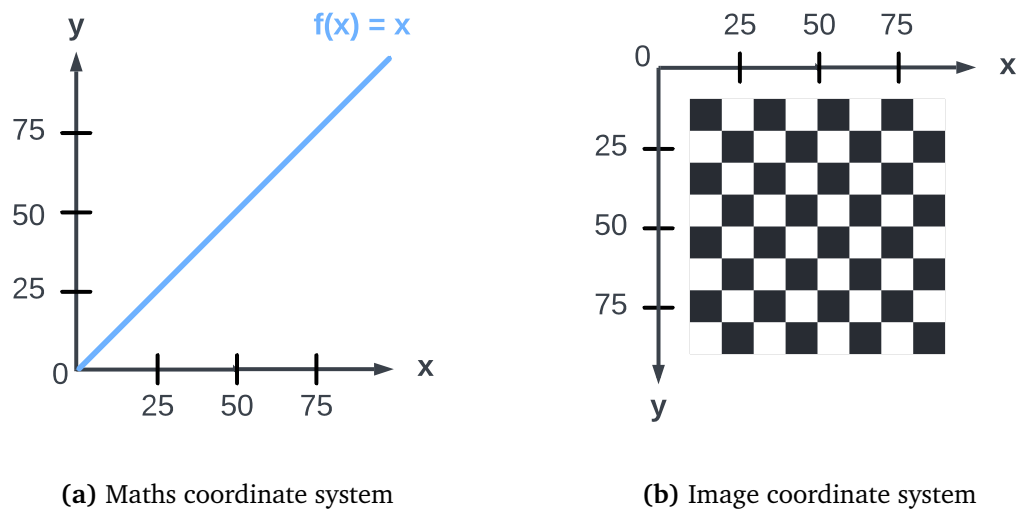 y
f(x) = x
75
50
25
0
25 50 75
x
(a) Maths coordinate system
25 50 75
0
x
25
50
75
y
(b) Image coordinate system